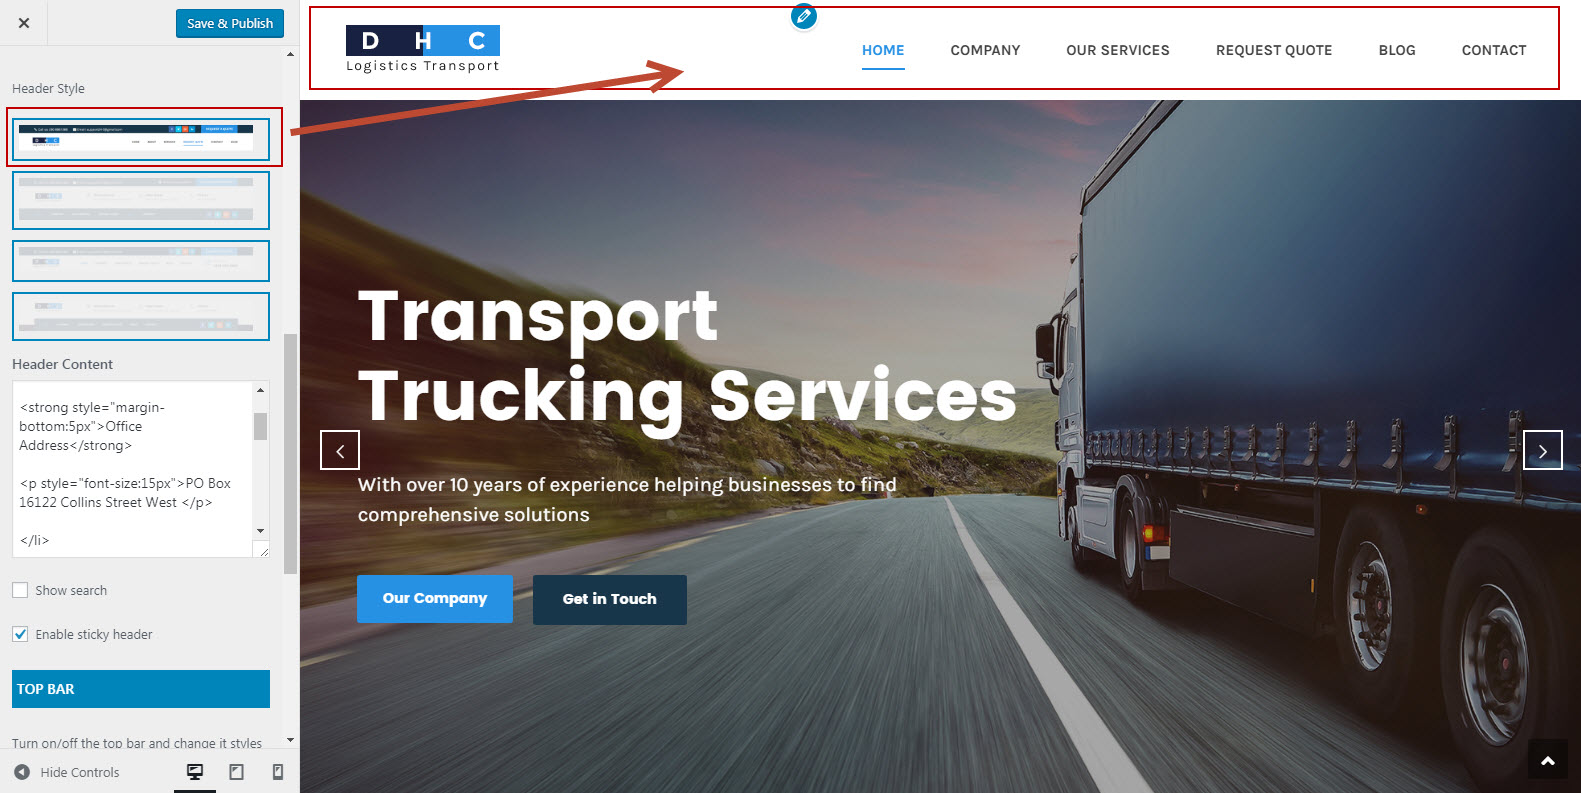 Save & Publish
Header Style
D H C
Header Content
<strong style="margin-
bottom:5px">Office
Address</strong>
<p style="font-size:15px">PO Box
16122 Collins Street West </p>
</li>
Show search
Enable sticky header
TOP BAR
Turn on/off the top bar and change it styles
Hide Controls
D H C
Logistics Transport
HOME
COMPANY
OUR SERVICES
REQUEST QUOTE
BLOG
CONTACT
Transport
Trucking Services
With over 10 years of experience helping businesses to find
comprehensive solutions
Our Company
Get in Touch